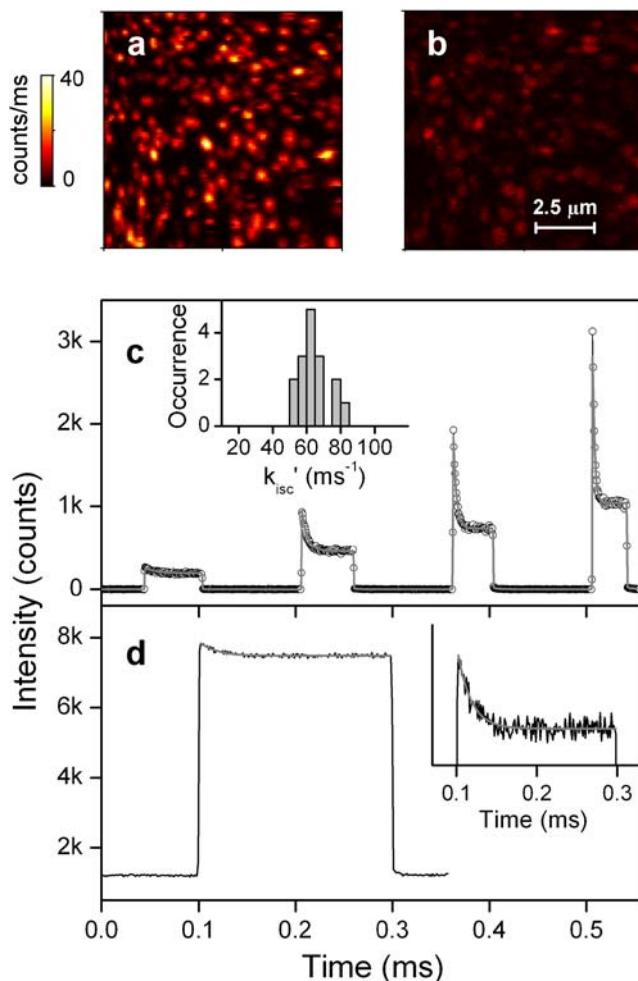 a
b
40
0
counts/ms
2.5 μm
c
3k
2k
1k
0
Occurrence
4
2
0
20 40 60 80 100
k_isc' (ms⁻¹)
Intensity (counts)
d
8k
6k
4k
2k
0.1 0.2 0.3
Time (ms)
0.0 0.1 0.2 0.3 0.4 0.5
Time (ms)